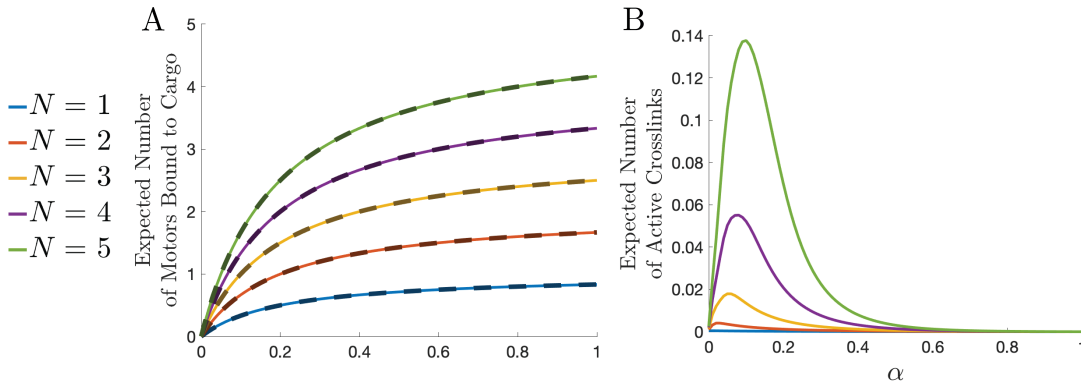 A
B
N = 1
N = 2
N = 3
N = 4
N = 5
Expected Number
of Motors Bound to Cargo
5
4
3
2
1
0
0
0.2
0.4
0.6
0.8
1
Expected Number
of Active Crosslinks
0.14
0.12
0.1
0.08
0.06
0.04
0.02
0
0
0.2
0.4
0.6
0.8
1
α